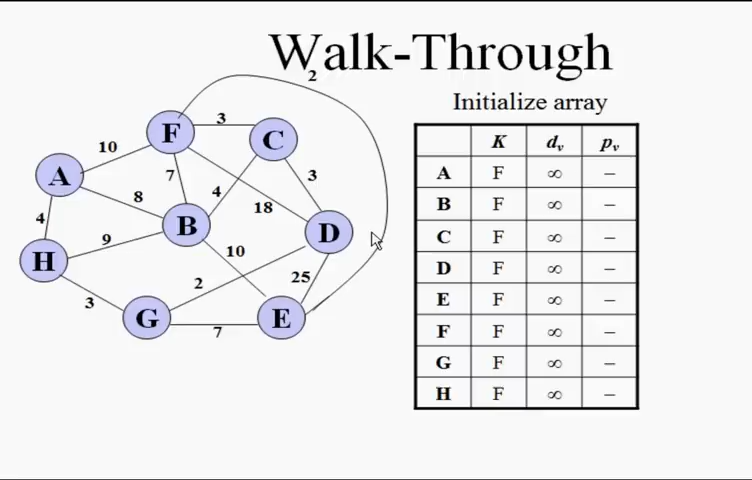 Walk-Through
2
Initialize array
F 3 C
10
A
7
4
3
8
18
4
B
D
9
10
H
2
25
3
G
7
E
K dv pv
A F ∞ –
B F ∞ –
C F ∞ –
D F ∞ –
E F ∞ –
F F ∞ –
G F ∞ –
H F ∞ –